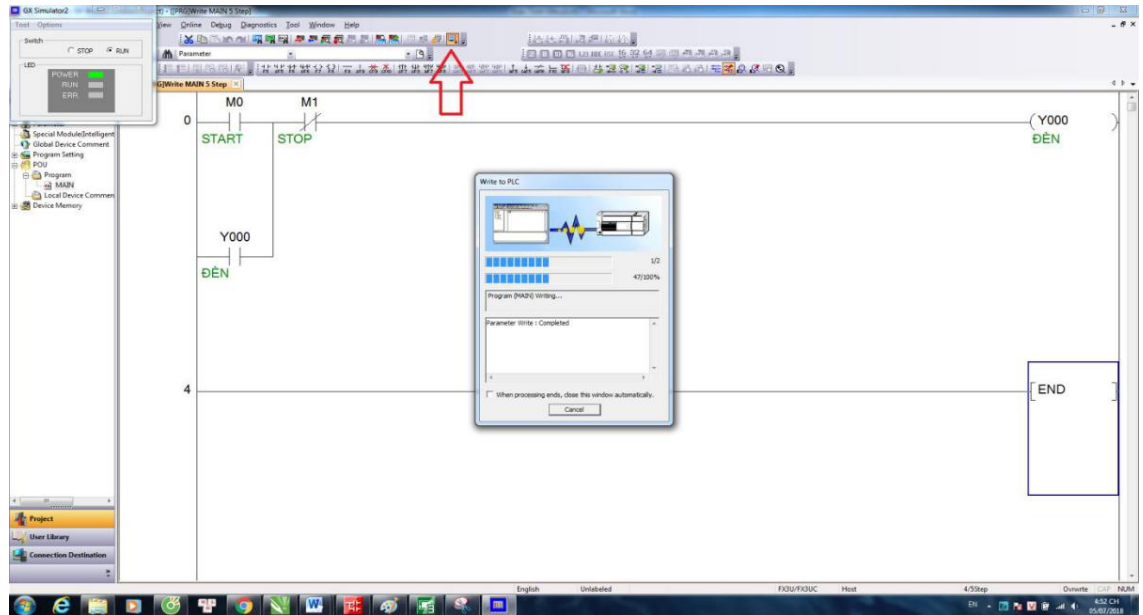 GX Simulator2
t) - [[PRG]Write MAIN 5 Step]
Tool Options
View Online Debug Diagnostics Tool Window Help
Switch
STOP RUN
Parameter
LED
POWER
RUN
ERR.
G]Write MAIN 5 Step
Special Module(Intelligent
Global Device Comment
Program Setting
POU
Program
MAIN
Local Device Commen
Device Memory
M0 M1
0
START STOP
Y000
ĐÈN
Y000
ĐÈN
Write to PLC
1/2
47/100%
Program (MAIN) Writing...
Parameter Write : Completed
When processing ends, close this window automatically.
Cancel
4
END
Project
User Library
Connection Destination
English Unlabeled FX3U/FX3UC Host 4/5Step Ovrwrte CAP NUM
EN 4:52 CH
05/07/2018